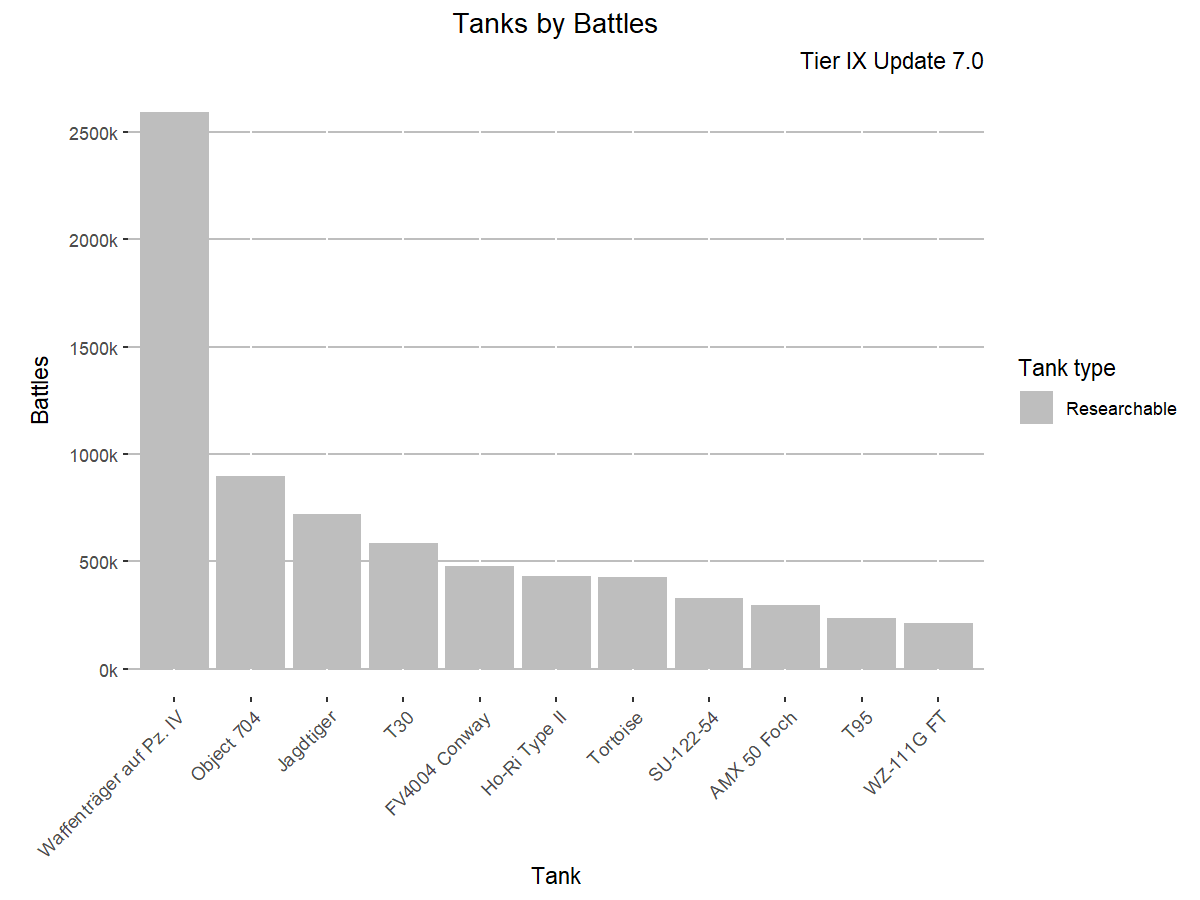 Tanks by Battles
Tier IX Update 7.0
2500k
2000k
1500k
1000k
500k
0k
Battles
Waffenträger auf Pz. IV
Object 704
Jagdtiger
T30
FV4004 Conway
Ho-Ri Type II
Tortoise
SU-122-54
AMX 50 Foch
T95
WZ-111G FT
Tank
Tank type
Researchable